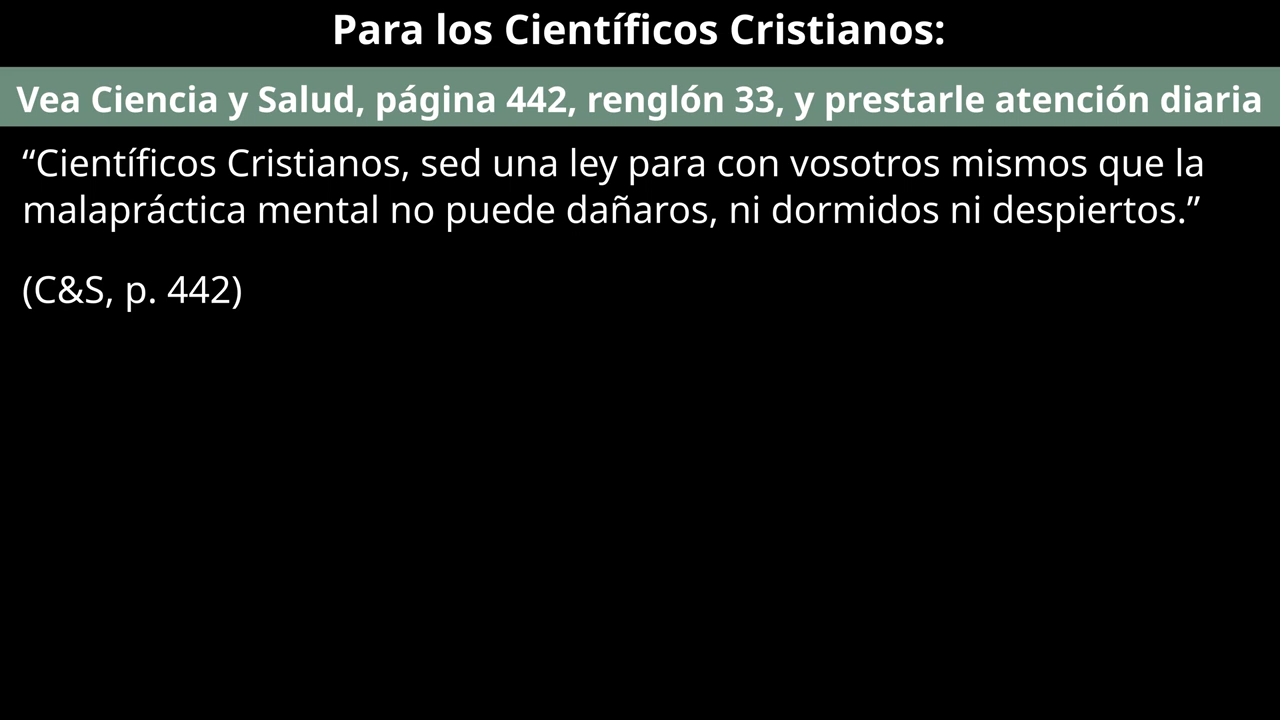 Para los Científicos Cristianos:
Vea Ciencia y Salud, página 442, renglón 33, y prestarle atención diaria
“Científicos Cristianos, sed una ley para con vosotros mismos que la
malapráctica mental no puede dañaros, ni dormidos ni despiertos.”
(C&S, p. 442)